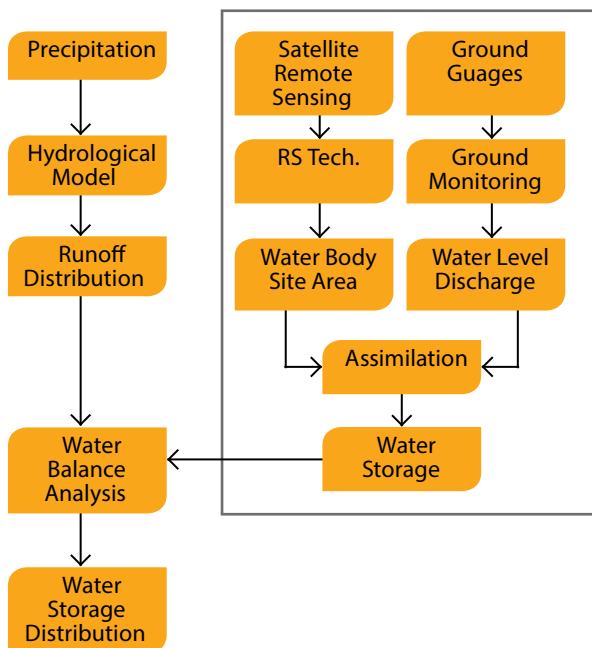 Precipitation
Hydrological
Model
Runoff
Distribution
Water
Balance
Analysis
Water
Storage
Distribution
Satellite
Remote
Sensing
RS Tech.
Water Body
Site Area
Ground
Guages
Ground
Monitoring
Water Level
Discharge
Assimilation
Water
Storage